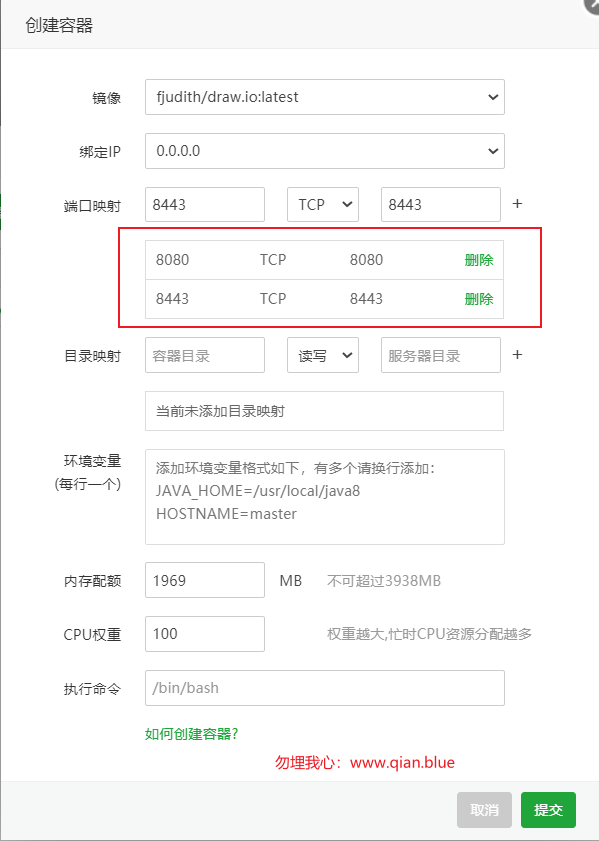 创建容器
镜像 fjudith/draw.io:latest
绑定IP 0.0.0.0
端口映射 8443 TCP 8443 +
8080 TCP 8080 删除
8443 TCP 8443 删除
目录映射 容器目录 读写 服务器目录 +
当前未添加目录映射
环境变量 添加环境变量格式如下，有多个请换行添加：
(每行一个) JAVA_HOME=/usr/local/java8
HOSTNAME=master
内存配额 1969 MB 不可超过3938MB
CPU权重 100 权重越大,忙时CPU资源分配越多
执行命令 /bin/bash
如何创建容器?
勿埋我心：www.qian.blue
取消 提交